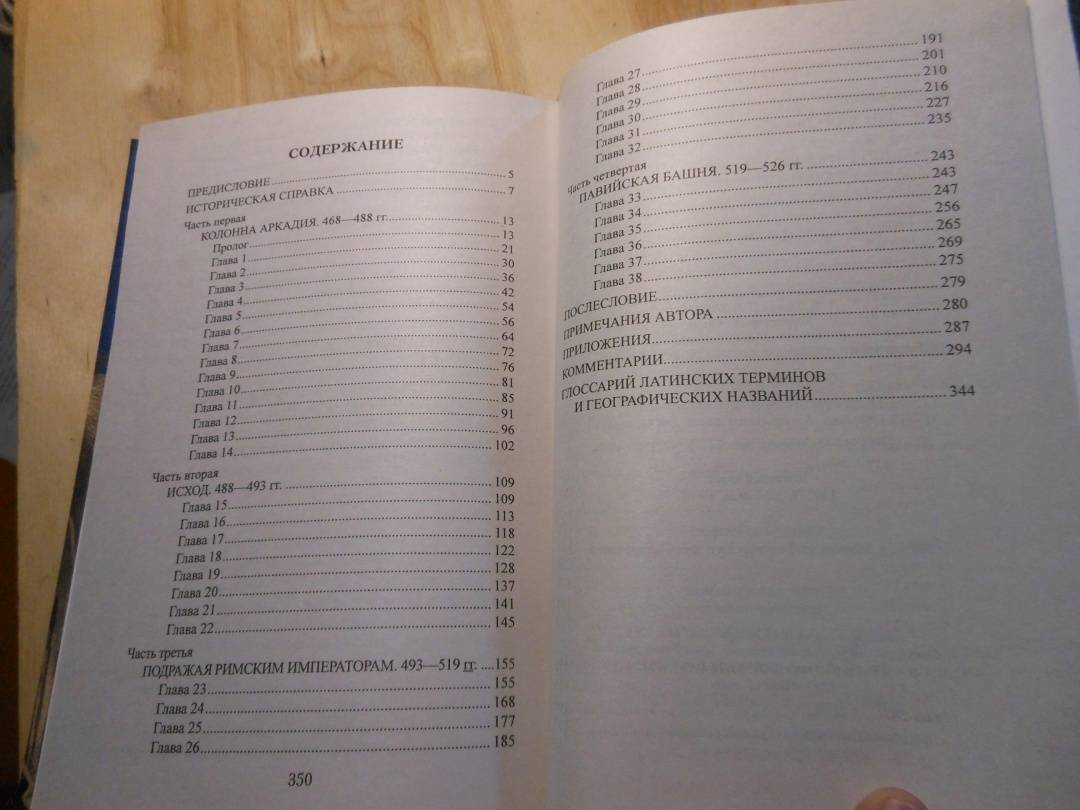 СОДЕРЖАНИЕ
ПРЕДИСЛОВИЕ 5
ИСТОРИЧЕСКАЯ СПРАВКА 7
Часть первая
КОЛОННА АРКАДИЯ. 468—488 гг. 13
Пролог 13
Глава 1 21
Глава 2 30
Глава 3 36
Глава 4 42
Глава 5 54
Глава 6 56
Глава 7 64
Глава 8 72
Глава 9 76
Глава 10 81
Глава 11 85
Глава 12 91
Глава 13 96
Глава 14 102
Часть вторая
ИСХОД. 488—493 гг. 109
Глава 15 109
Глава 16 113
Глава 17 118
Глава 18 122
Глава 19 128
Глава 20 137
Глава 21 141
Глава 22 145
Часть третья
ПОДРАЖАЯ РИМСКИМ ИМПЕРАТОРАМ. 493—519 гг. 155
Глава 23 155
Глава 24 168
Глава 25 177
Глава 26 185
350
Глава 27 191
Глава 28 201
Глава 29 210
Глава 30 216
Глава 31 227
Глава 32 235
Часть четвертая
ПАВИЙСКАЯ БАШНЯ. 519—526 гг. 243
Глава 33 243
Глава 34 247
Глава 35 256
Глава 36 265
Глава 37 269
Глава 38 275
ПОСЛЕСЛОВИЕ 279
ПРИМЕЧАНИЯ АВТОРА 280
ПРИЛОЖЕНИЯ 287
КОММЕНТАРИИ 294
ГЛОССАРИЙ ЛАТИНСКИХ ТЕРМИНОВ
И ГЕОГРАФИЧЕСКИХ НАЗВАНИЙ 344